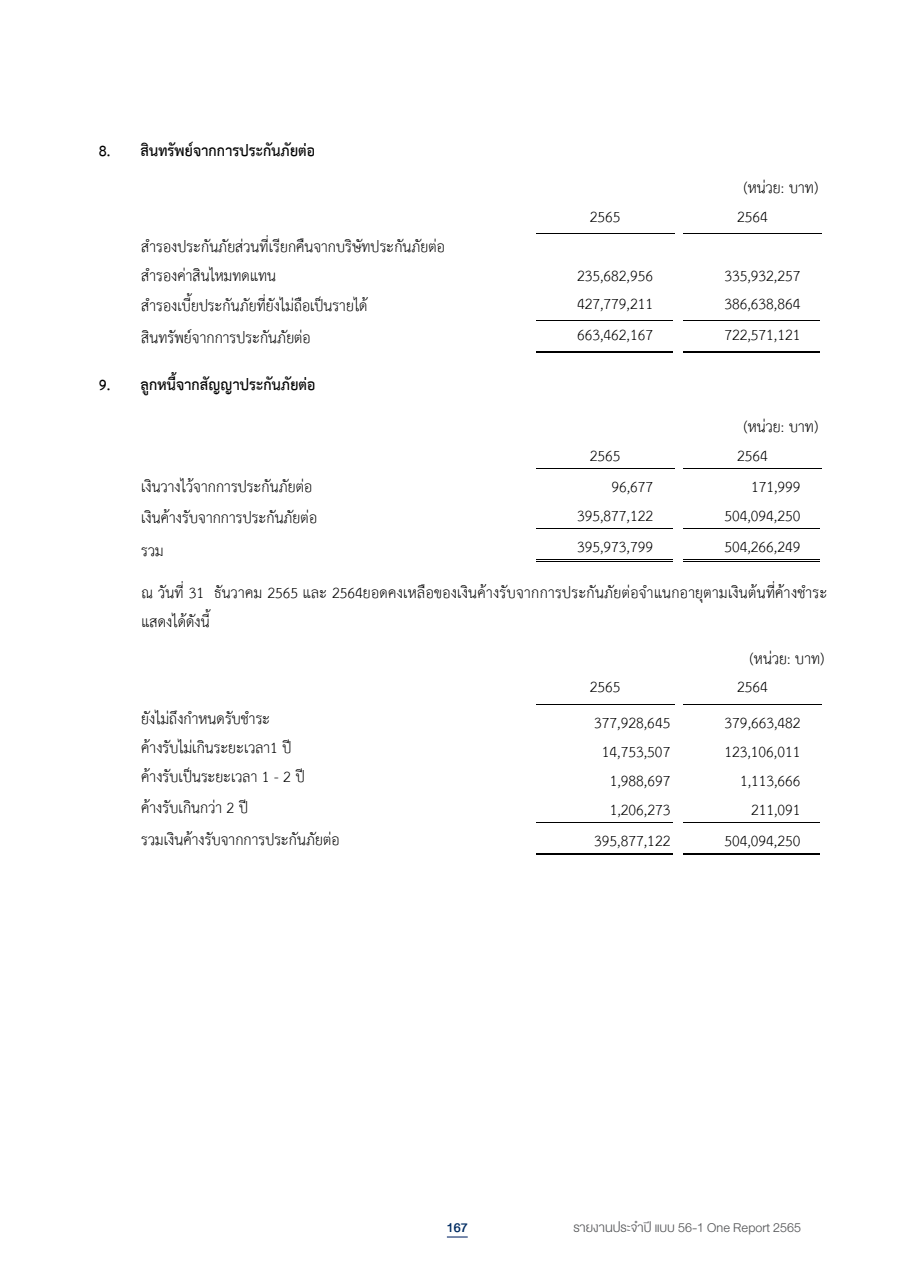 8. สินทรัพย์จากการประกันภัยต่อ
(หน่วย: บาท)
2565 2564
สำรองประกันภัยส่วนที่เรียกคืนจากบริษัทประกันภัยต่อ
สำรองค่าสินไหมทดแทน 235,682,956 335,932,257
สำรองเบี้ยประกันภัยที่ยังไม่ถือเป็นรายได้ 427,779,211 386,638,864
สินทรัพย์จากการประกันภัยต่อ 663,462,167 722,571,121
9. ลูกหนี้จากสัญญาประกันภัยต่อ
(หน่วย: บาท)
2565 2564
เงินวางไว้จากการประกันภัยต่อ 96,677 171,999
เงินค้างรับจากการประกันภัยต่อ 395,877,122 504,094,250
รวม 395,973,799 504,266,249
ณ วันที่ 31 ธันวาคม 2565 และ 2564ยอดคงเหลือของเงินค้างรับจากการประกันภัยต่อจำแนกอายุตามเงินต้นที่ค้างชำระ
แสดงได้ดังนี้
(หน่วย: บาท)
2565 2564
ยังไม่ถึงกำหนดรับชำระ 377,928,645 379,663,482
ค้างรับไม่เกินระยะเวลา1 ปี 14,753,507 123,106,011
ค้างรับเป็นระยะเวลา 1 - 2 ปี 1,988,697 1,113,666
ค้างรับเกินกว่า 2 ปี 1,206,273 211,091
รวมเงินค้างรับจากการประกันภัยต่อ 395,877,122 504,094,250
167 รายงานประจำปี แบบ 56-1 One Report 2565